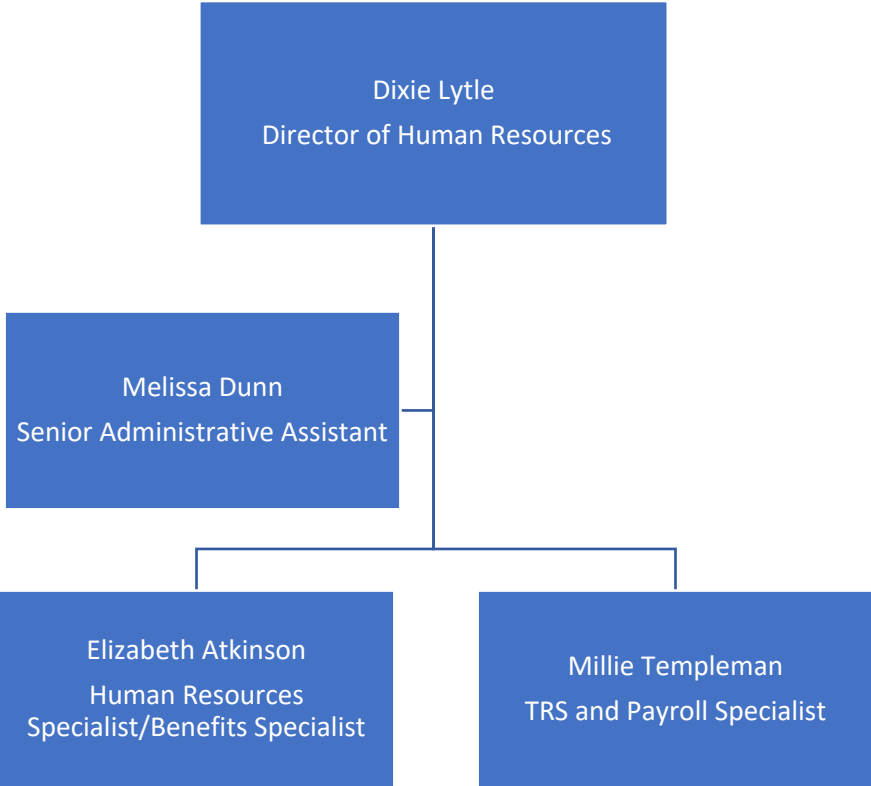 Dixie Lytle
Director of Human Resources
Melissa Dunn
Senior Administrative Assistant
Elizabeth Atkinson
Human Resources
Specialist/Benefits Specialist
Millie Templeman
TRS and Payroll Specialist